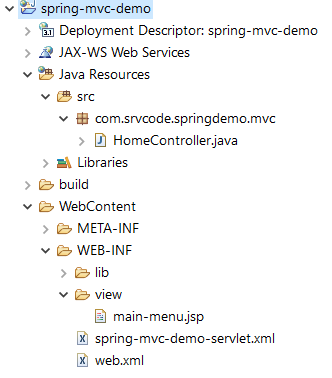 spring-mvc-demo
Deployment Descriptor: spring-mvc-demo
JAX-WS Web Services
Java Resources
src
com.srvcode.springdemo.mvc
HomeController.java
Libraries
build
WebContent
META-INF
WEB-INF
lib
view
main-menu.jsp
spring-mvc-demo-servlet.xml
web.xml